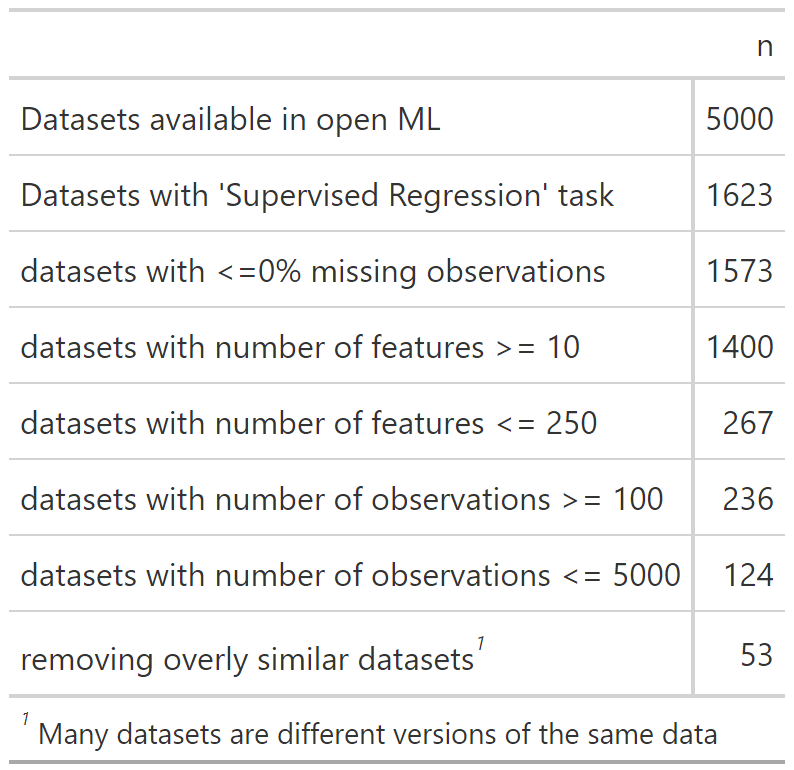 n
Datasets available in open ML 5000
Datasets with 'Supervised Regression' task 1623
datasets with <=0% missing observations 1573
datasets with number of features >= 10 1400
datasets with number of features <= 250 267
datasets with number of observations >= 100 236
datasets with number of observations <= 5000 124
removing overly similar datasets1 53
1 Many datasets are different versions of the same data